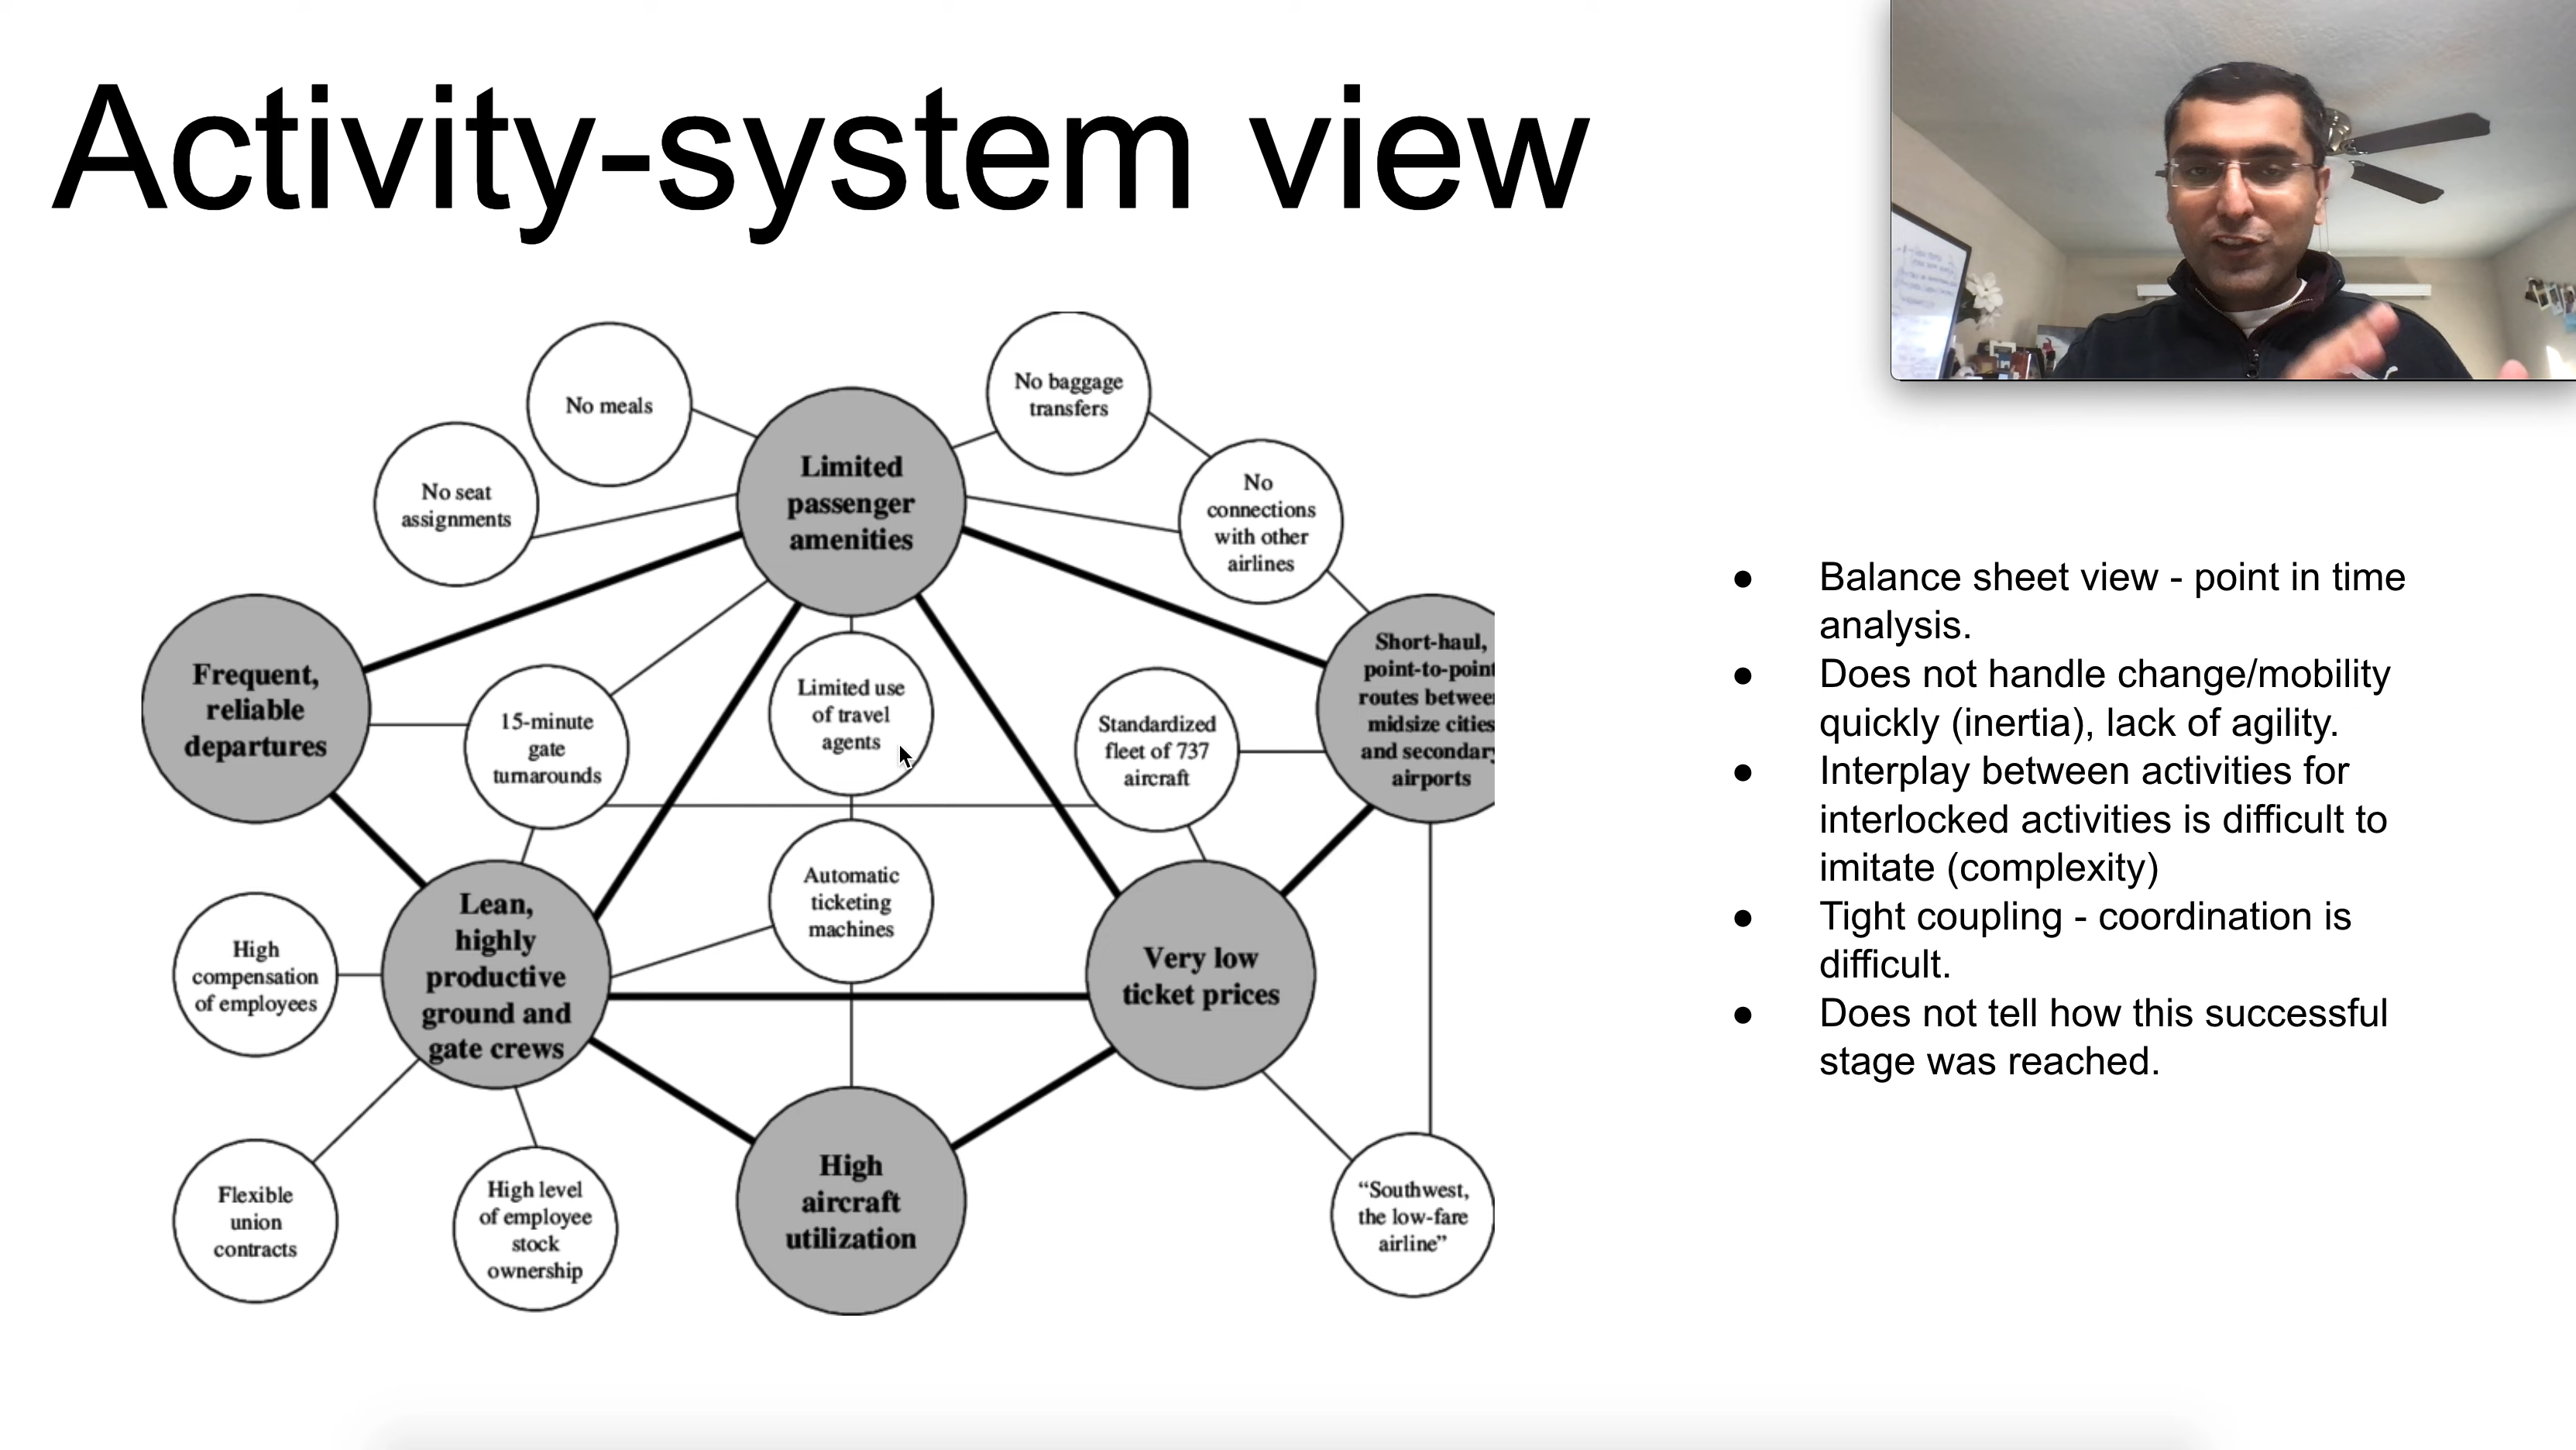 Activity-system view
No meals
No baggage
transfers
No seat
assignments
Limited
passenger
amenities
No
connections
with other
airlines
Frequent,
reliable
departures
15-minute
gate
turnarounds
Limited use
of travel
agents
Standardized
fleet of 737
aircraft
Short-haul,
point-to-point
routes betwee
midsize cities
and secondar
airports
High
compensation
of employees
Lean,
highly
productive
ground and
gate crews
Automatic
ticketing
machines
Very low
ticket prices
Flexible
union
contracts
High level
of employee
stock
ownership
High
aircraft
utilization
“Southwest,
the low-fare
airline”
● Balance sheet view - point in time
analysis.
● Does not handle change/mobility
quickly (inertia), lack of agility.
● Interplay between activities for
interlocked activities is difficult to
imitate (complexity)
● Tight coupling - coordination is
difficult.
● Does not tell how this successful
stage was reached.